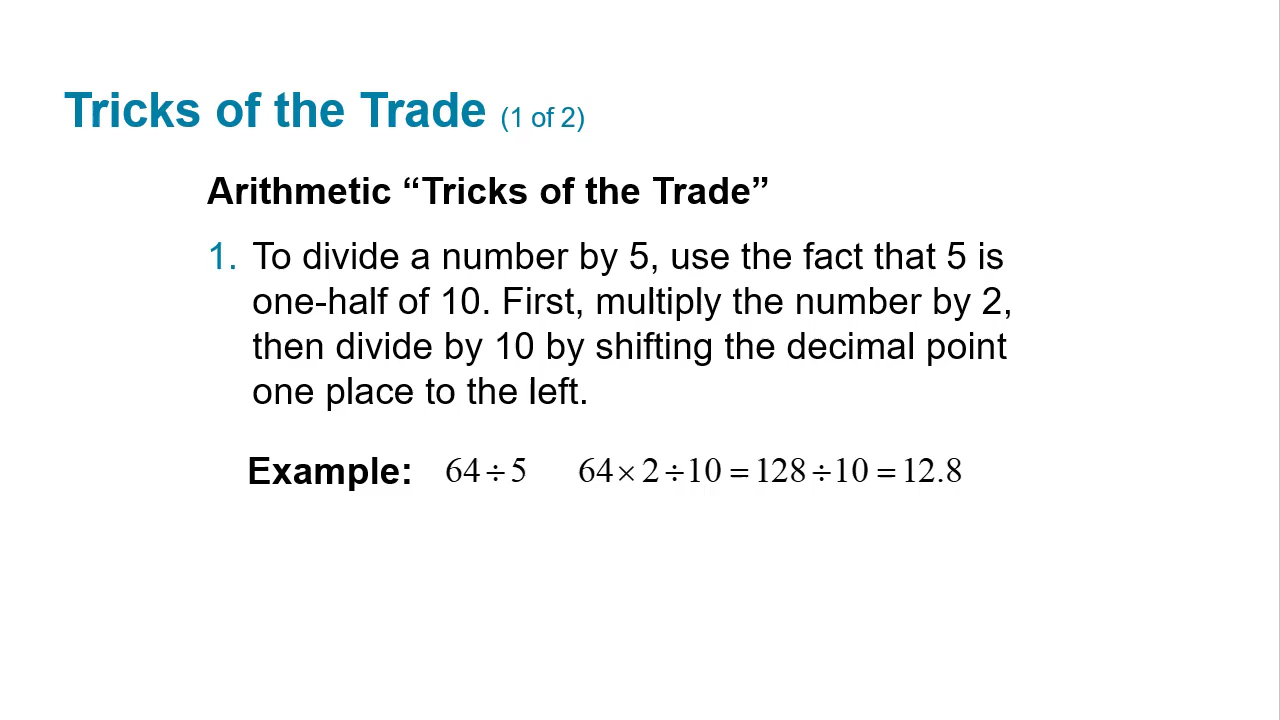 Tricks of the Trade (1 of 2)
Arithmetic “Tricks of the Trade”
1. To divide a number by 5, use the fact that 5 is
one-half of 10. First, multiply the number by 2,
then divide by 10 by shifting the decimal point
one place to the left.
Example: 64 ÷ 5 64 × 2 ÷ 10 = 128 ÷ 10 = 12.8